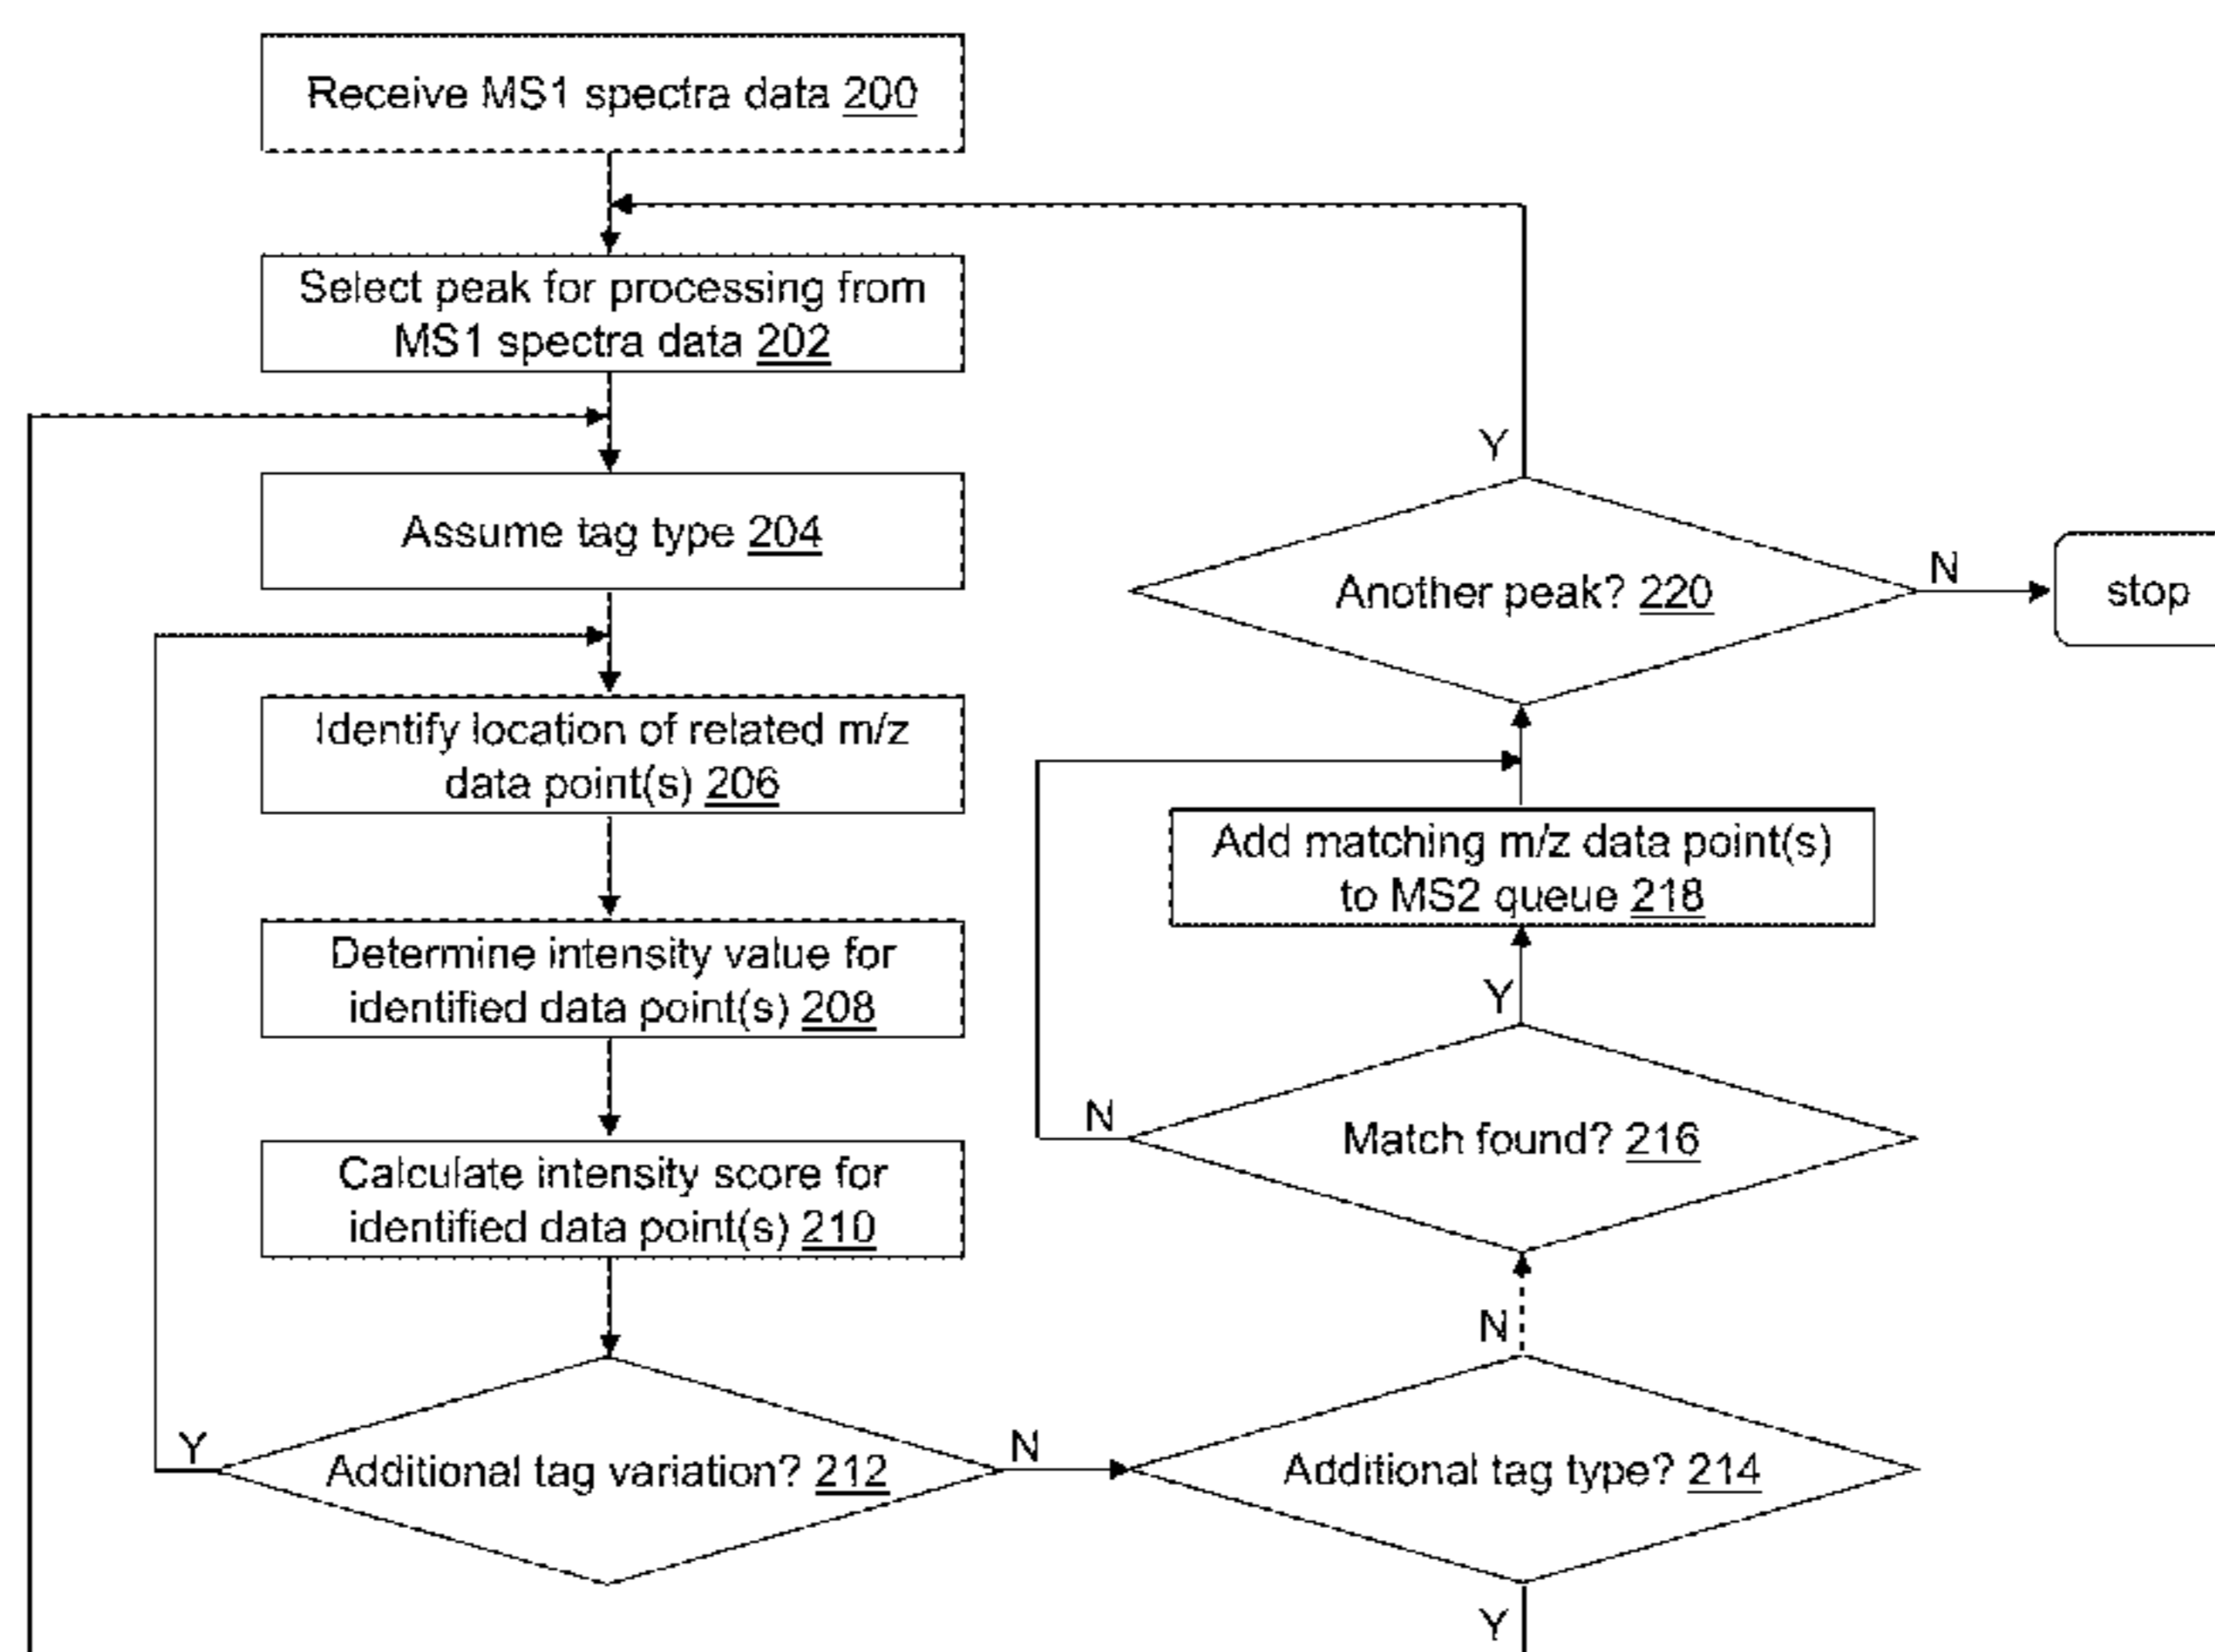 Receive MS1 spectra data 200
Select peak for processing from
MS1 spectra data 202
Assume tag type 204
Identify location of related m/z
data point(s) 206
Determine intensity value for
identified data point(s) 208
Calculate intensity score for
identified data point(s) 210
Y
Additional tag variation? 212
N
Additional tag type? 214
Y
N
Match found? 216
N
Y
Add matching m/z data point(s)
to MS2 queue 218
Another peak? 220
Y
N
stop